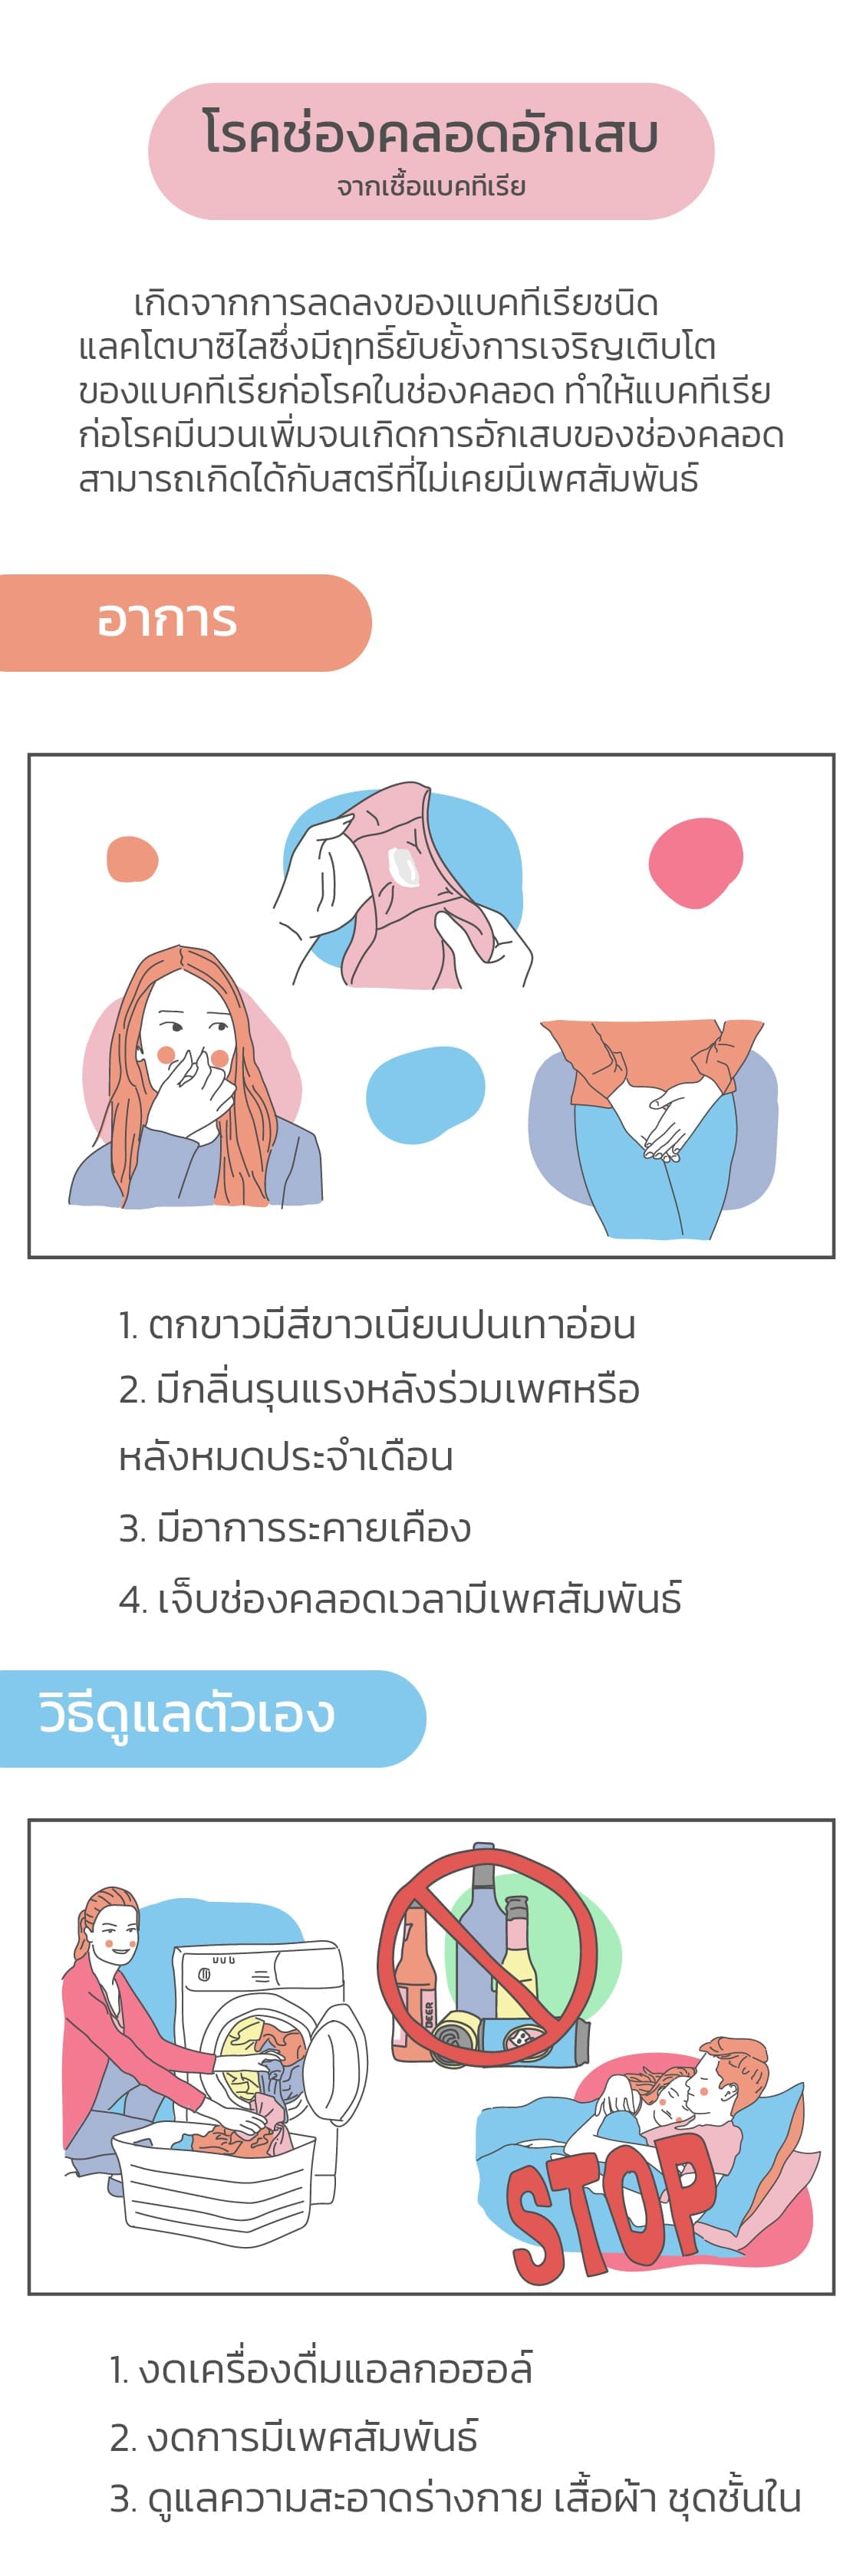 โรคช่องคลอดอักเสบ
จากเชื้อแบคทีเรีย
เกิดจากการลดลงของแบคทีเรียชนิด
แลคโตบาซิไลซึ่งมีฤทธิ์ยับยั้งการเจริญเติบโต
ของแบคทีเรียก่อโรคในช่องคลอด ทำให้แบคทีเรีย
ก่อโรคมีนวนเพิ่มจนเกิดการอักเสบของช่องคลอด
สามารถเกิดได้กับสตรีที่ไม่เคยมีเพศสัมพันธ์
อาการ
1. ตกขาวมีสีขาวเนียนปนเทาอ่อน
2. มีกลิ่นรุนแรงหลังร่วมเพศหรือ
หลังหมดประจำเดือน
3. มีอาการระคายเคือง
4. เจ็บช่องคลอดเวลามีเพศสัมพันธ์
วิธีดูแลตัวเอง
BEER
STOP
1. งดเครื่องดื่มแอลกอฮอล์
2. งดการมีเพศสัมพันธ์
3. ดูแลความสะอาดร่างกาย เสื้อผ้า ชุดชั้นใน